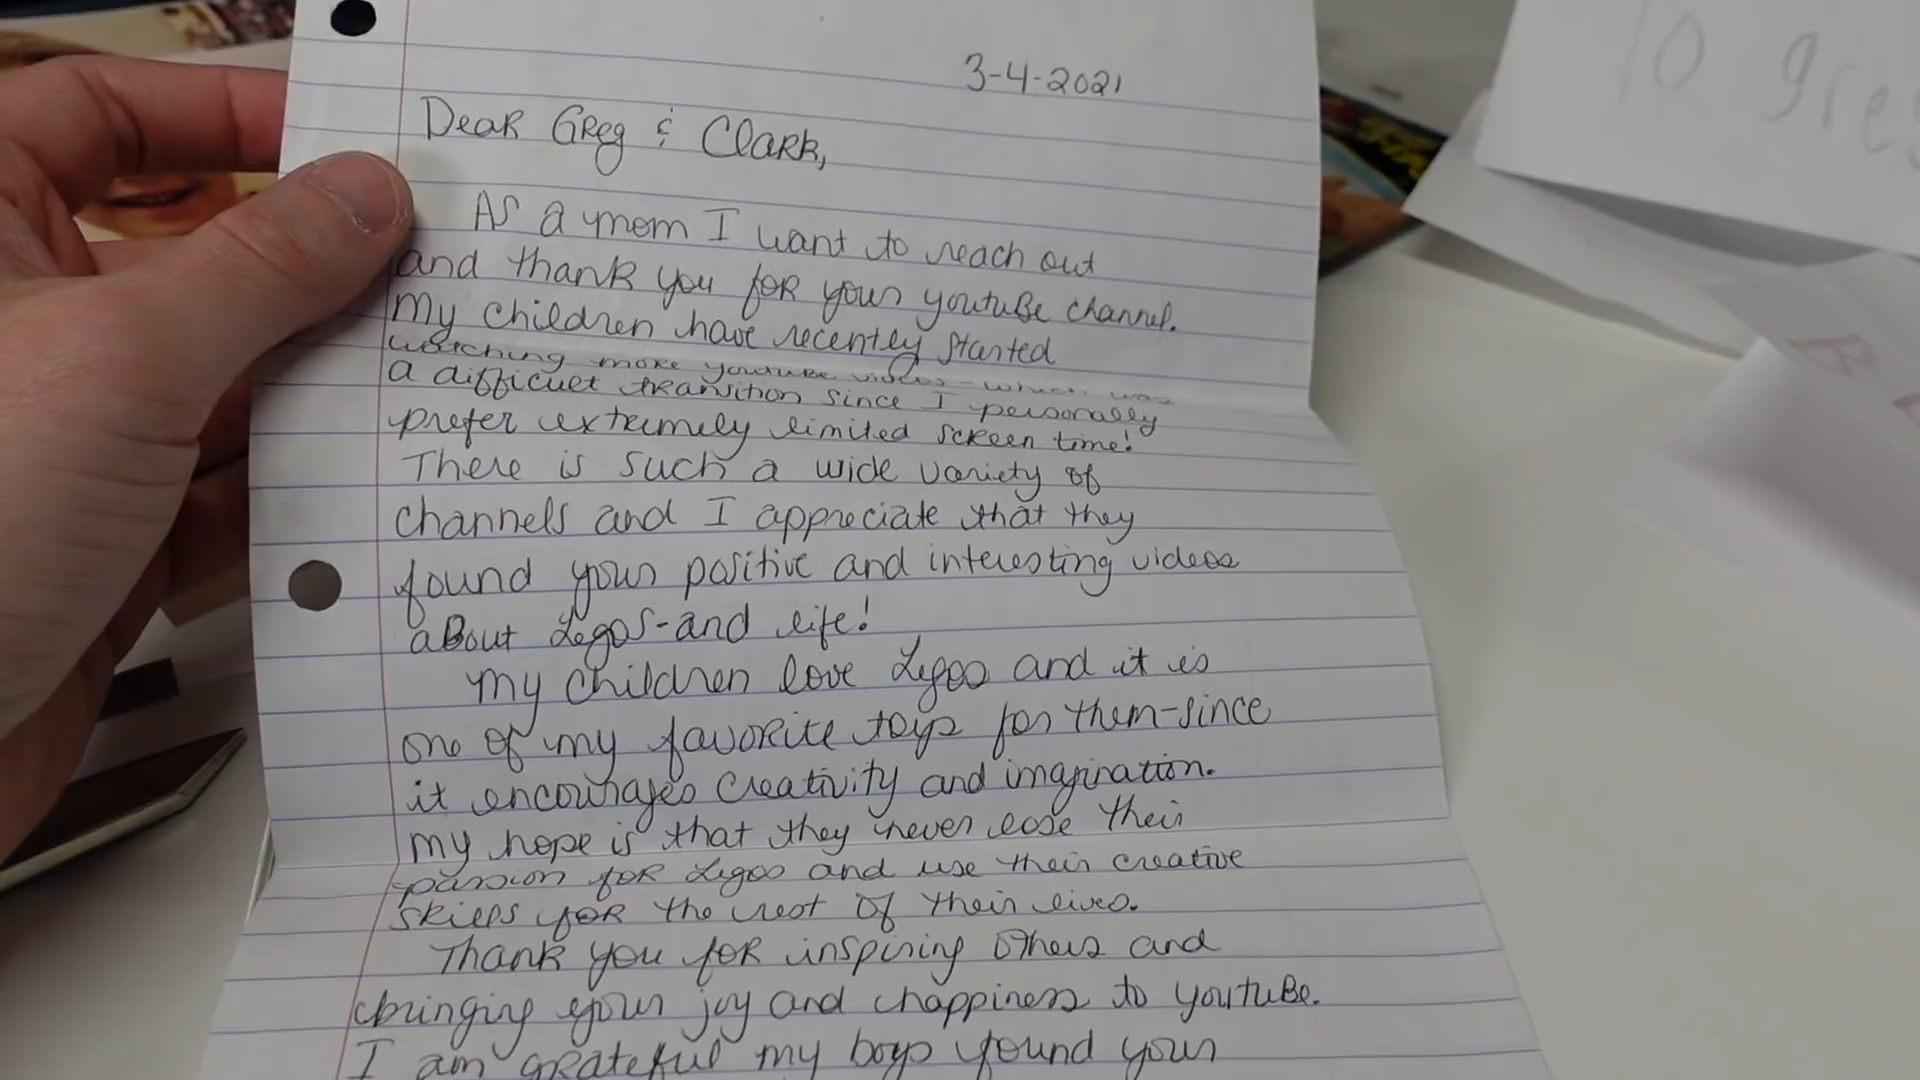 3-4-2021
Dear Greg & Clark,
As a mom I want to reach out
and thank you for your youtube channel.
My children have recently started
watching more youtube videos - which was
a difficult transition since I personally
prefer extremely limited screen time!
There is such a wide variety of
channels and I appreciate that they
found your positive and interesting videos
about Legos-and life!
My children love Legos and it is
one of my favorite toys for them-since
it encourages creativity and imagination.
My hope is that they never lose their
passion for Legos and use their creative
skills for the rest of their lives.
Thank you for inspiring others and
bringing your joy and happiness to youtube.
I am grateful my boys found your
10 gre